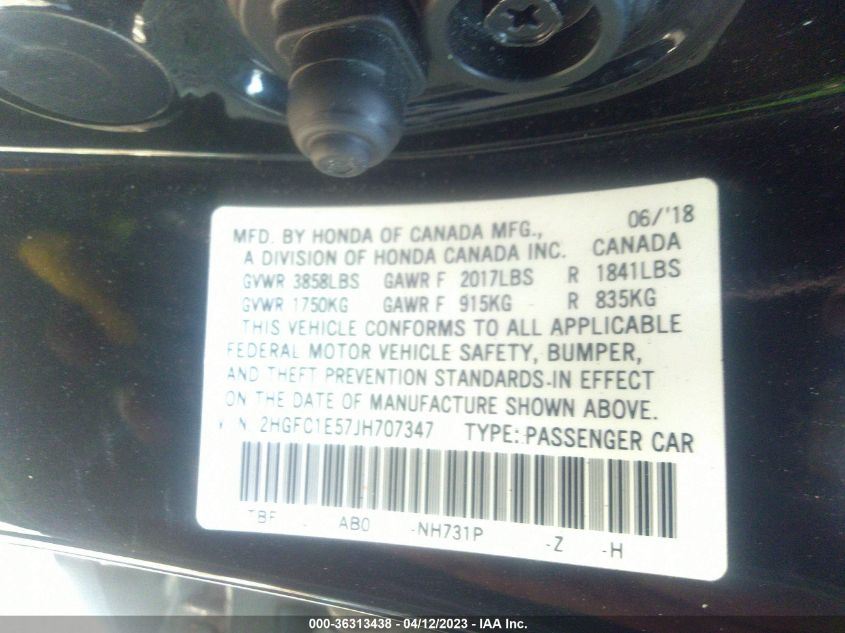 06/'18
MFD. BY HONDA OF CANADA MFG.,
A DIVISION OF HONDA CANADA INC. CANADA
GVWR 3858LBS GAWR F 2017LBS R 1841LBS
GVWR 1750KG GAWR F 915KG R 835KG
THIS VEHICLE CONFORMS TO ALL APPLICABLE
FEDERAL MOTOR VEHICLE SAFETY, BUMPER,
AND THEFT PREVENTION STANDARDS IN EFFECT
ON THE DATE OF MANUFACTURE SHOWN ABOVE.
V.I.N. 2HGFC1E57JH707347 TYPE: PASSENGER CAR
TBF - AB0 -NH731P -Z -H
000-36313438 - 04/12/2023 - IAA Inc.